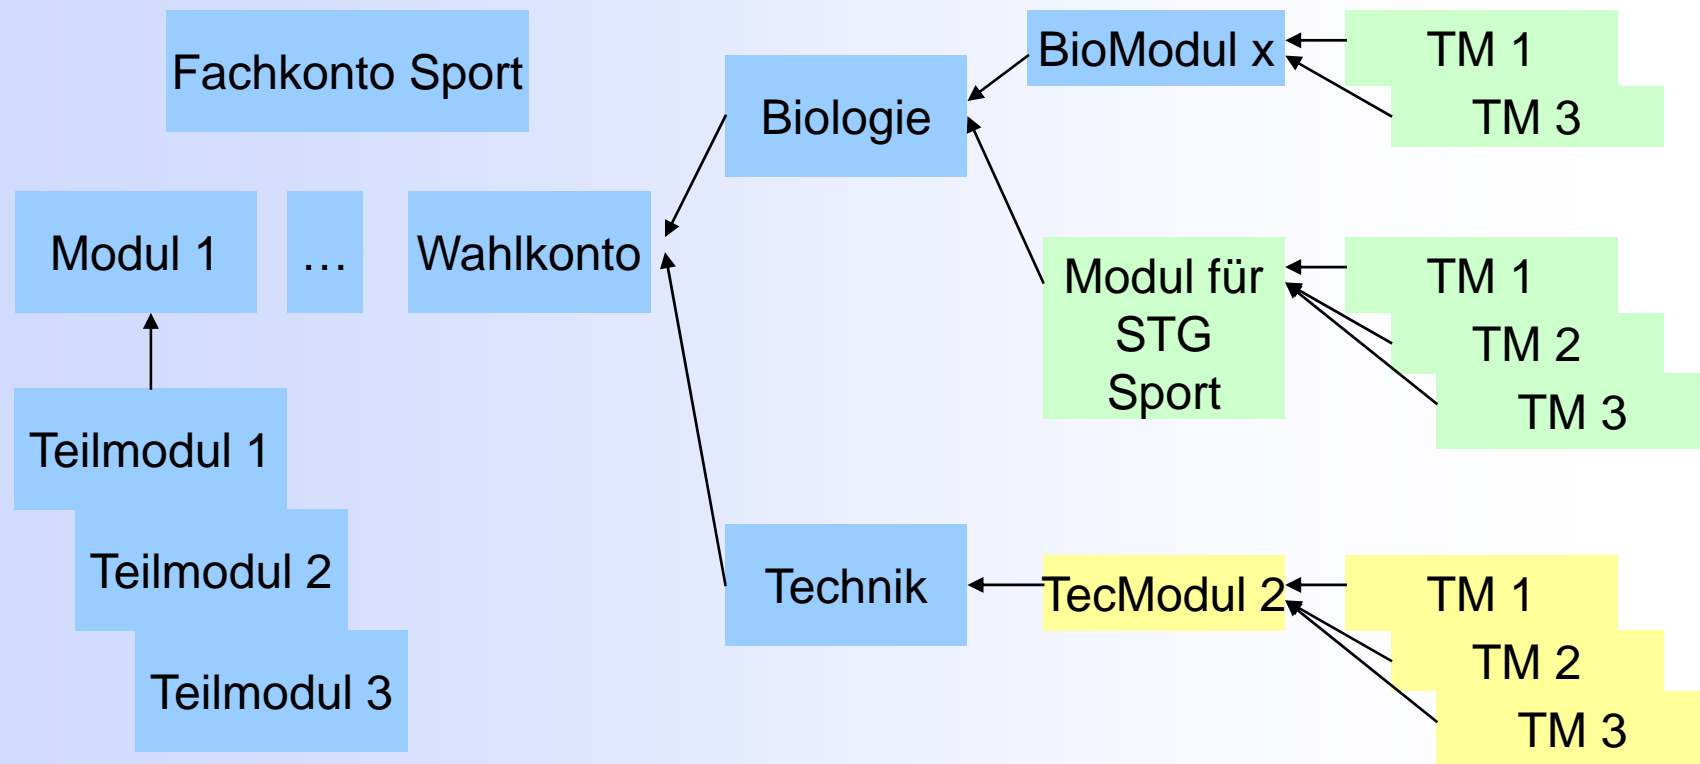 Fachkonto Sport
Modul 1
…
Wahlkonto
Teilmodul 1
Teilmodul 2
Teilmodul 3
Biologie
Technik
BioModul x
TM 1
TM 3
Modul für
STG
Sport
TM 1
TM 2
TM 3
TecModul 2
TM 1
TM 2
TM 3